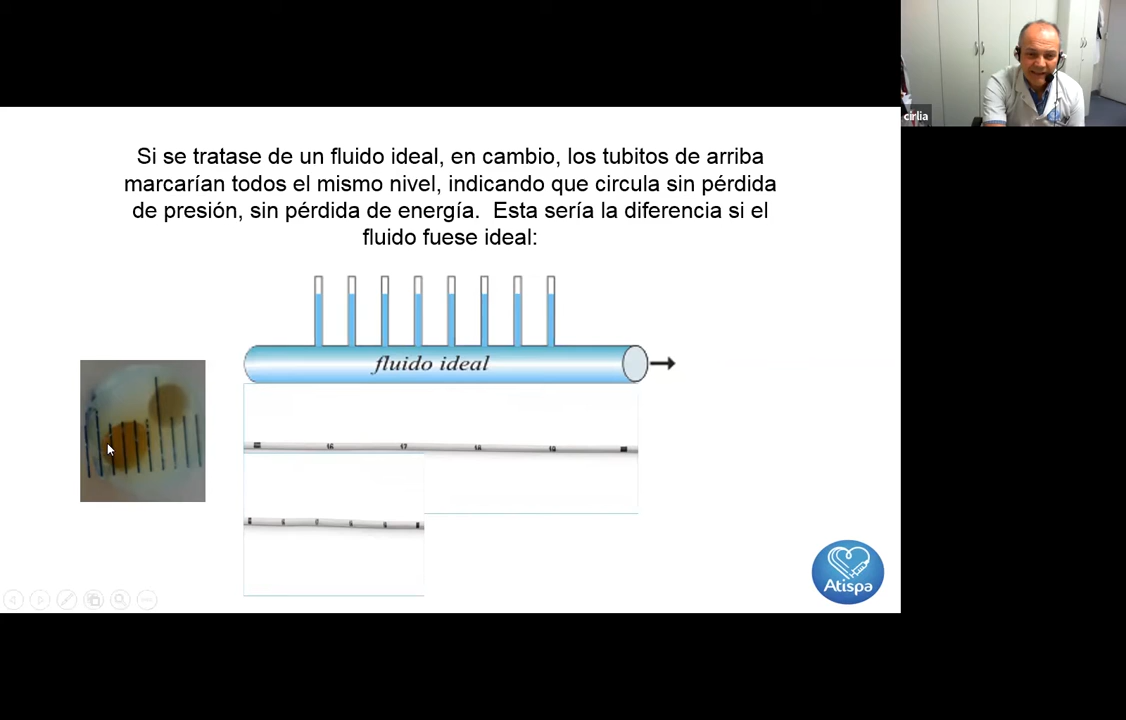 cirlia
Si se tratase de un fluido ideal, en cambio, los tubitos de arriba
marcarían todos el mismo nivel, indicando que circula sin pérdida
de presión, sin pérdida de energía.  Esta sería la diferencia si el
fluido fuese ideal:
fluido ideal
16 17 18 19
Atispa